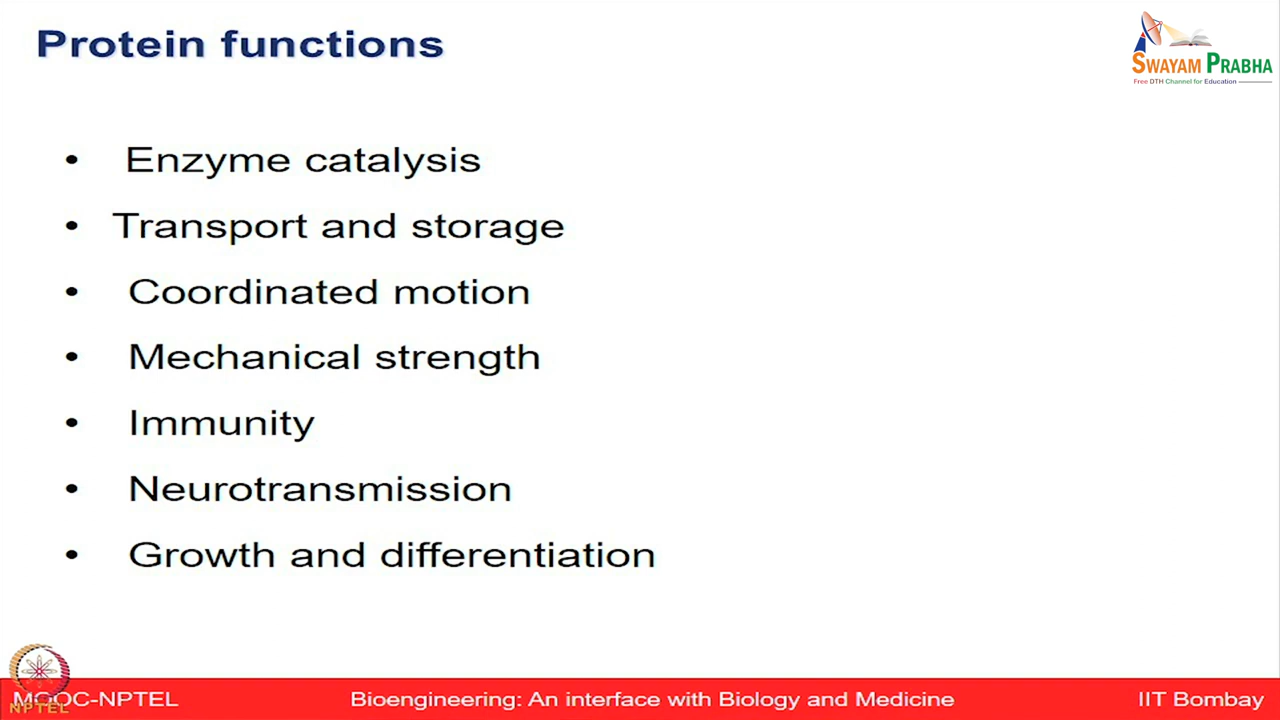 Protein functions
SWAYAM PRABHA
Free DTH Channel for Education
• Enzyme catalysis
• Transport and storage
• Coordinated motion
• Mechanical strength
• Immunity
• Neurotransmission
• Growth and differentiation
MOOC-NPTEL Bioengineering: An interface with Biology and Medicine IIT Bombay
NPTEL